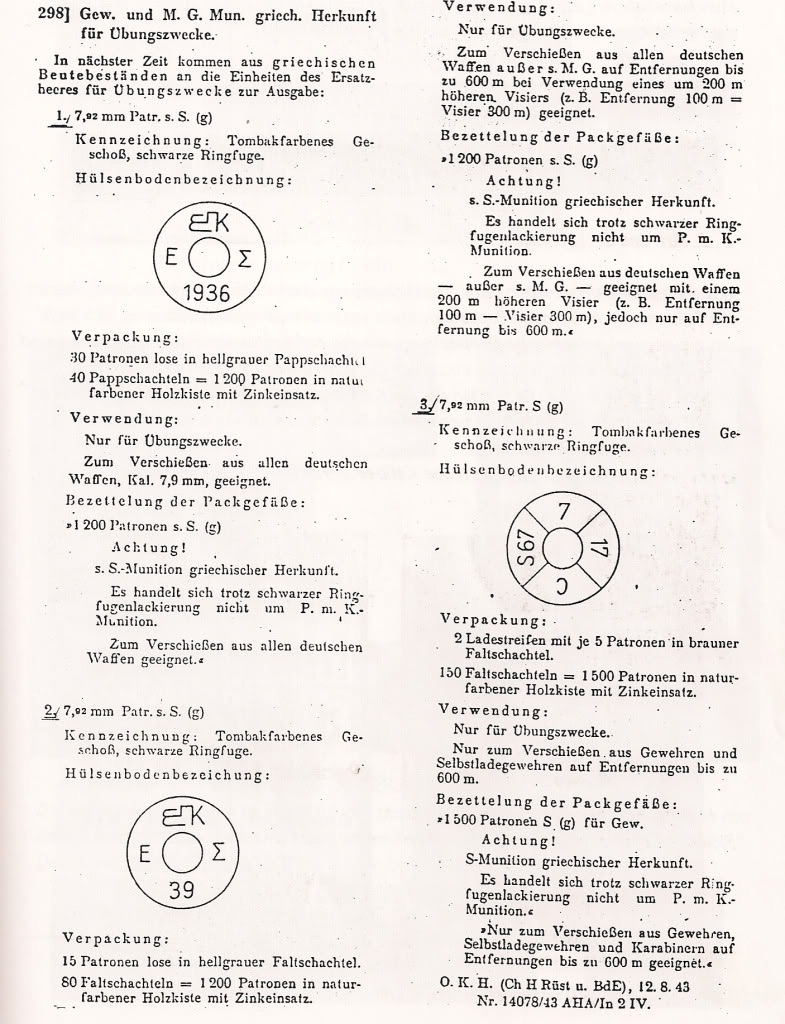 298] Gew. und M. G. Mun. griech. Herkunft
für Übungszwecke.
In nächster Zeit kommen aus griechischen
Beutebeständen an die Einheiten des Ersatz-
heeres für Übungszwecke zur Ausgabe:
1./ 7,92 mm Patr. s. S. (g)
Kennzeichnung: Tombakfarbenes Ge-
schoß, schwarze Ringfuge.
Hülsenbodenbezeichnung:
ΕΠΚ
Ε Σ
1936
Verpackung:
30 Patronen lose in hellgrauer Pappschachtel
40 Pappschachteln = 1200 Patronen in natur
farbener Holzkiste mit Zinkeinsatz.
Verwendung:
Nur für Übungszwecke.
Zum Verschießen aus allen deutschen
Waffen, Kal. 7,9 mm, geeignet.
Bezettelung der Packgefäße:
»1 200 Patronen s. S. (g)
Achtung!
s. S.-Munition griechischer Herkunft.
Es handelt sich trotz schwarzer Ring-
fugenlackierung nicht um P. m. K.-
Munition.
Zum Verschießen aus allen deutschen
Waffen geeignet.«
2./ 7,92 mm Patr. s. S. (g)
Kennzeichnung: Tombakfarbenes Ge-
schoß, schwarze Ringfuge.
Hülsenbodenbezeichung:
ΕΠΚ
Ε Σ
39
Verpackung:
15 Patronen lose in hellgrauer Faltschachtel.
80 Faltschachteln = 1200 Patronen in natur-
farbener Holzkiste mit Zinkeinsatz.
Verwendung:
Nur für Übungszwecke.
Zum Verschießen aus allen deutschen
Waffen außer s. M. G. auf Entfernungen bis
zu 600 m bei Verwendung eines um 200 m
höheren Visiers (z. B. Entfernung 100 m =
Visier 300 m) geeignet.
Bezettelung der Packgefäße:
»1 200 Patronen s. S. (g)
Achtung!
s. S.-Munition griechischer Herkunft.
Es handelt sich trotz schwarzer Ring-
fugenlackierung nicht um P. m. K.-
Munition.
Zum Verschießen aus deutschen Waffen
— außer s. M. G. — geeignet mit einem
200 m höheren Visier (z. B. Entfernung
100 m — Visier 300 m), jedoch nur auf Ent-
fernung bis 600 m.«
3./ 7,92 mm Patr. S (g)
Kennzeichnung: Tombakfarbenes Ge-
schoß, schwarze Ringfuge.
Hülsenbodenbezeichnung:
7
S67 17
C
Verpackung:
2 Ladestreifen mit je 5 Patronen in brauner
Faltschachtel.
150 Faltschachteln = 1 500 Patronen in natur-
farbener Holzkiste mit Zinkeinsatz.
Verwendung:
Nur für Übungszwecke.
Nur zum Verschießen aus Gewehren und
Selbstladegewehren auf Entfernungen bis zu
600 m.
Bezettelung der Packgefäße:
»1 500 Patronen S (g) für Gew.
Achtung!
S-Munition griechischer Herkunft.
Es handelt sich trotz schwarzer Ring-
fugenlackierung nicht um P. m. K.-
Munition.«
»Nur zum Verschießen aus Gewehren,
Selbstladegewehren und Karabinern auf
Entfernungen bis zu 600 m geeignet.«
O. K. H. (Ch H Rüst u. BdE), 12. 8. 43
Nr. 14078/43 AHA/In 2 IV.